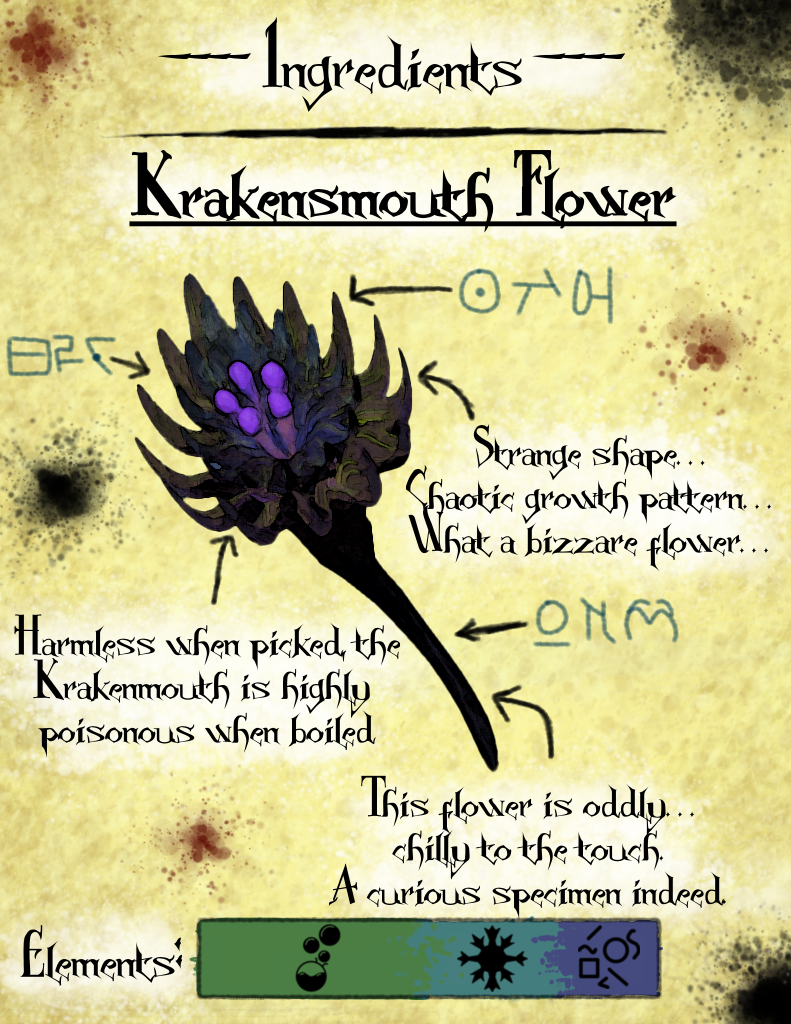 Ingredients
Krakensmouth Flower
Strange shape...
Chaotic growth pattern...
What a bizzare flower...
Harmless when picked, the
Krakenmouth is highly
poisonous when boiled.
This flower is oddly...
chilly to the touch.
A curious specimen indeed.
Elements: